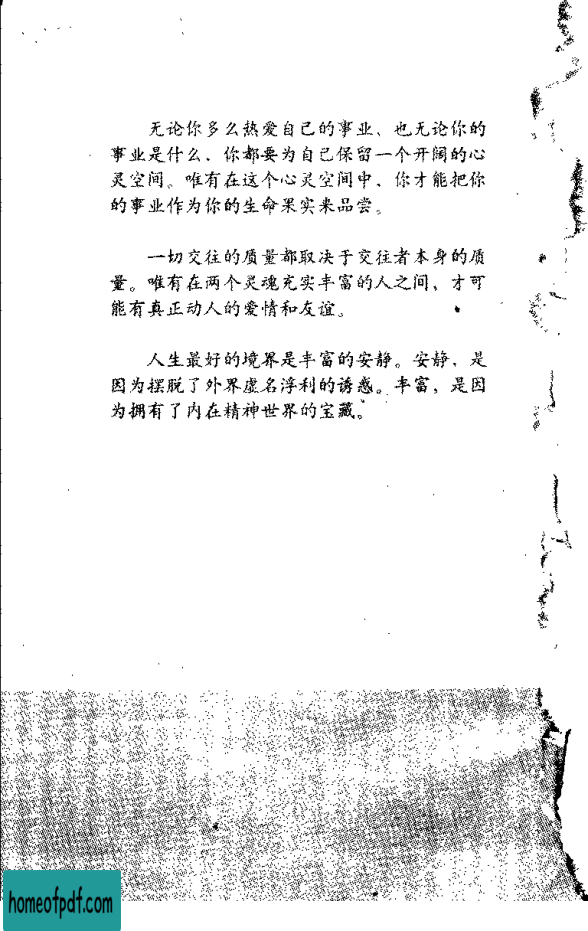 无论你多么热爱自己的事业、也无论你的
事业是什么、你都要为自己保留一个开阔的心
灵空间。唯有在这个心灵空间中、你才能把你
的事业作为你的生命果实来品尝。
一切交往的质量都取决于交往者本身的质
量。唯有在两个灵魂充实丰富的人之间、才可
能有真正动人的爱情和友谊。
人生最好的境界是丰富的安静。安静，是
因为摆脱了外界虚名浮利的诱惑。丰富，是因
为拥有了内在精神世界的宝藏。
homeofpdf.com